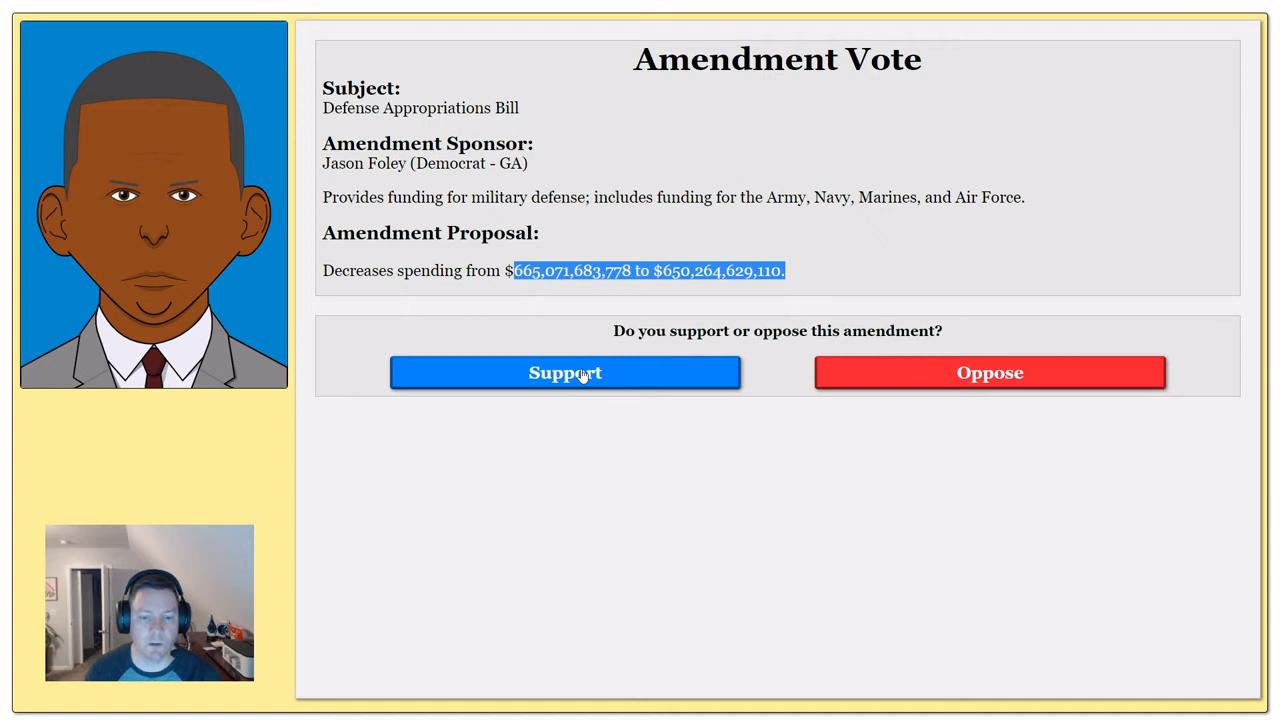 Amendment Vote
Subject:
Defense Appropriations Bill
Amendment Sponsor:
Jason Foley (Democrat - GA)
Provides funding for military defense; includes funding for the Army, Navy, Marines, and Air Force.
Amendment Proposal:
Decreases spending from $665,071,683,778 to $650,264,629,110.
Do you support or oppose this amendment?
Support
Oppose